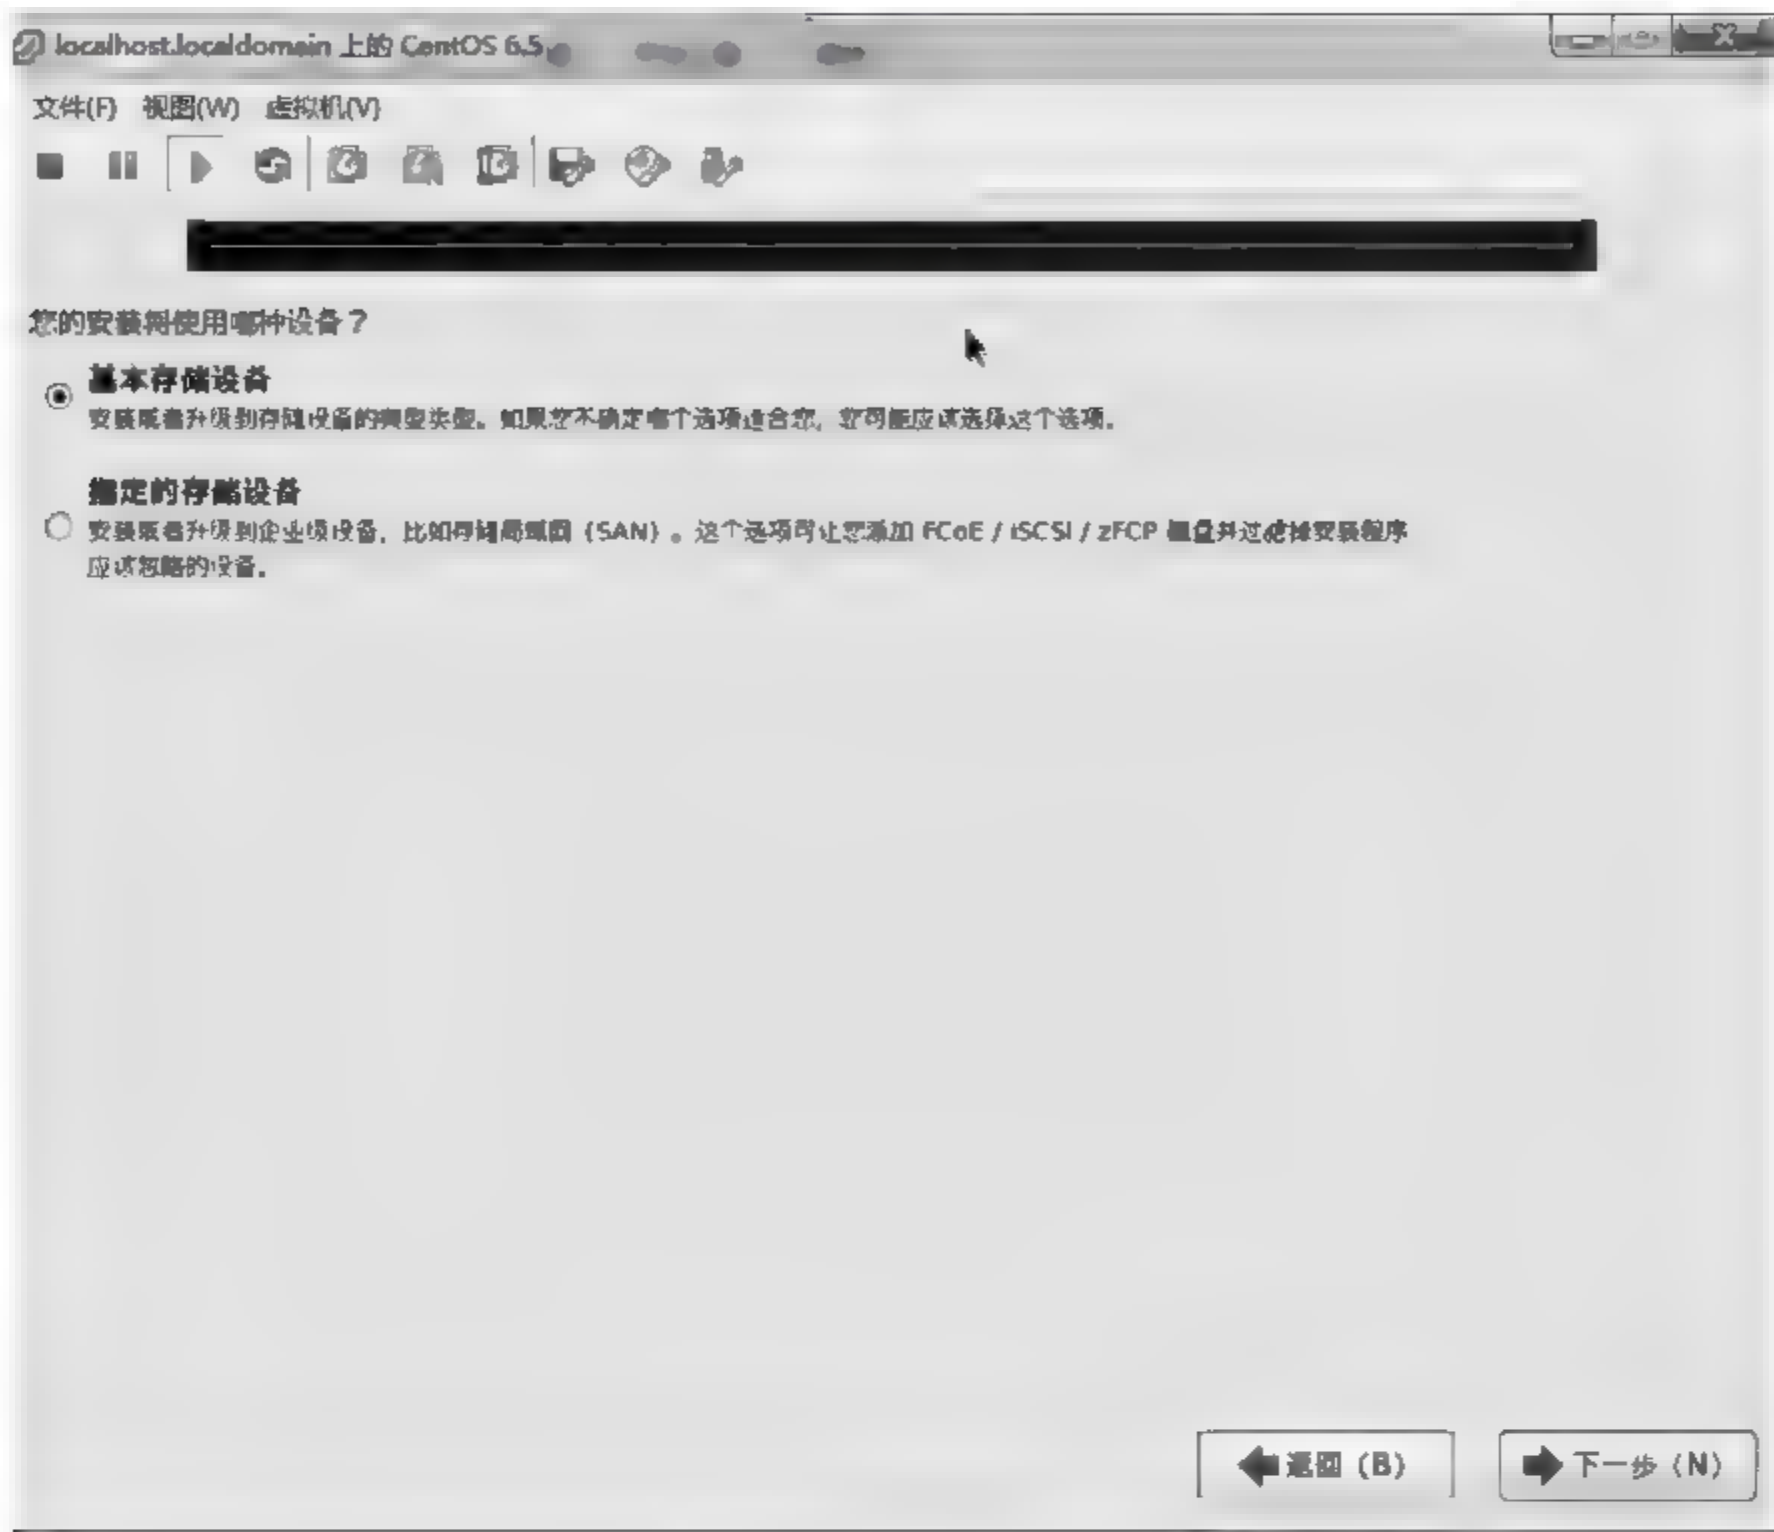 localhost.localdomain 上的 CentOS 6.5
文件(F) 视图(W) 虚拟机(V)
您的安装将使用哪种设备？
基本存储设备
安装或者升级到存储设备的典型类型。如果您不确定哪个选项适合您，您可能应该选择这个选项。
指定的存储设备
安装或者升级到企业级设备，比如存储局域网（SAN）。这个选项可让您添加 FCoE / iSCSI / zFCP 磁盘并过滤掉安装程序
应该忽略的设备。
返回（B）
下一步（N）